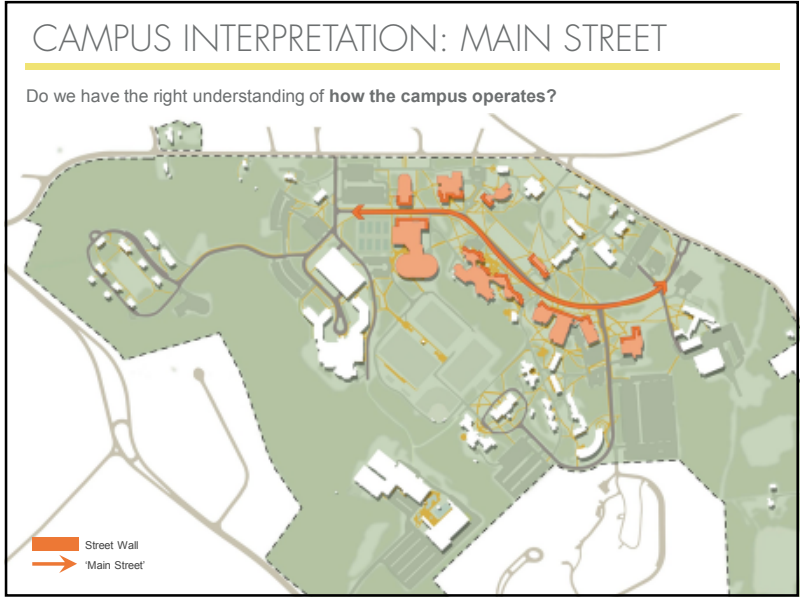 CAMPUS INTERPRETATION: MAIN STREET
Do we have the right understanding of how the campus operates?
Street Wall
‘Main Street’